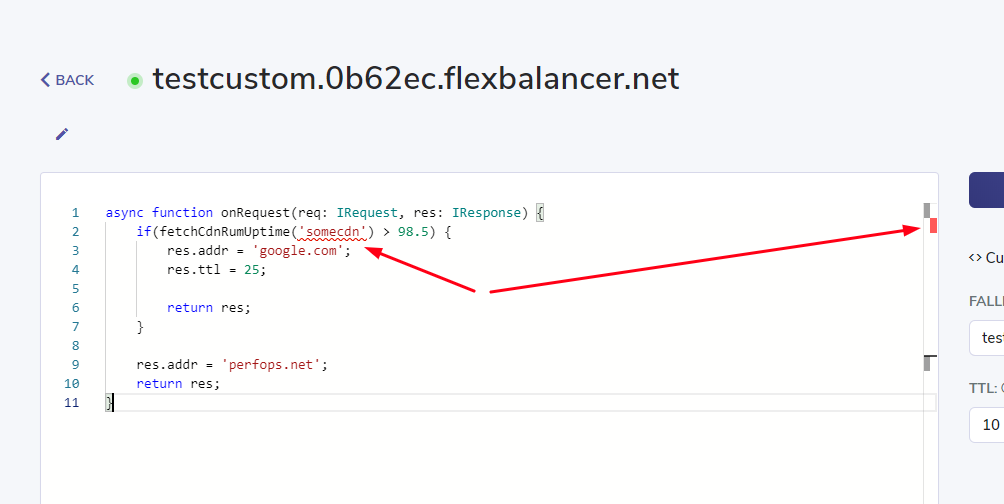 BACK
testcustom.0b62ec.flexbalancer.net
1 async function onRequest(req: IRequest, res: IResponse) {
2 if(fetchCdnRumUptime('somecdn') > 98.5) {
3 res.addr = 'google.com';
4 res.ttl = 25;
5
6 return res;
7 }
8
9 res.addr = 'perfops.net';
10 return res;
11 }
<> Cu
FALL
test
TTL:
10